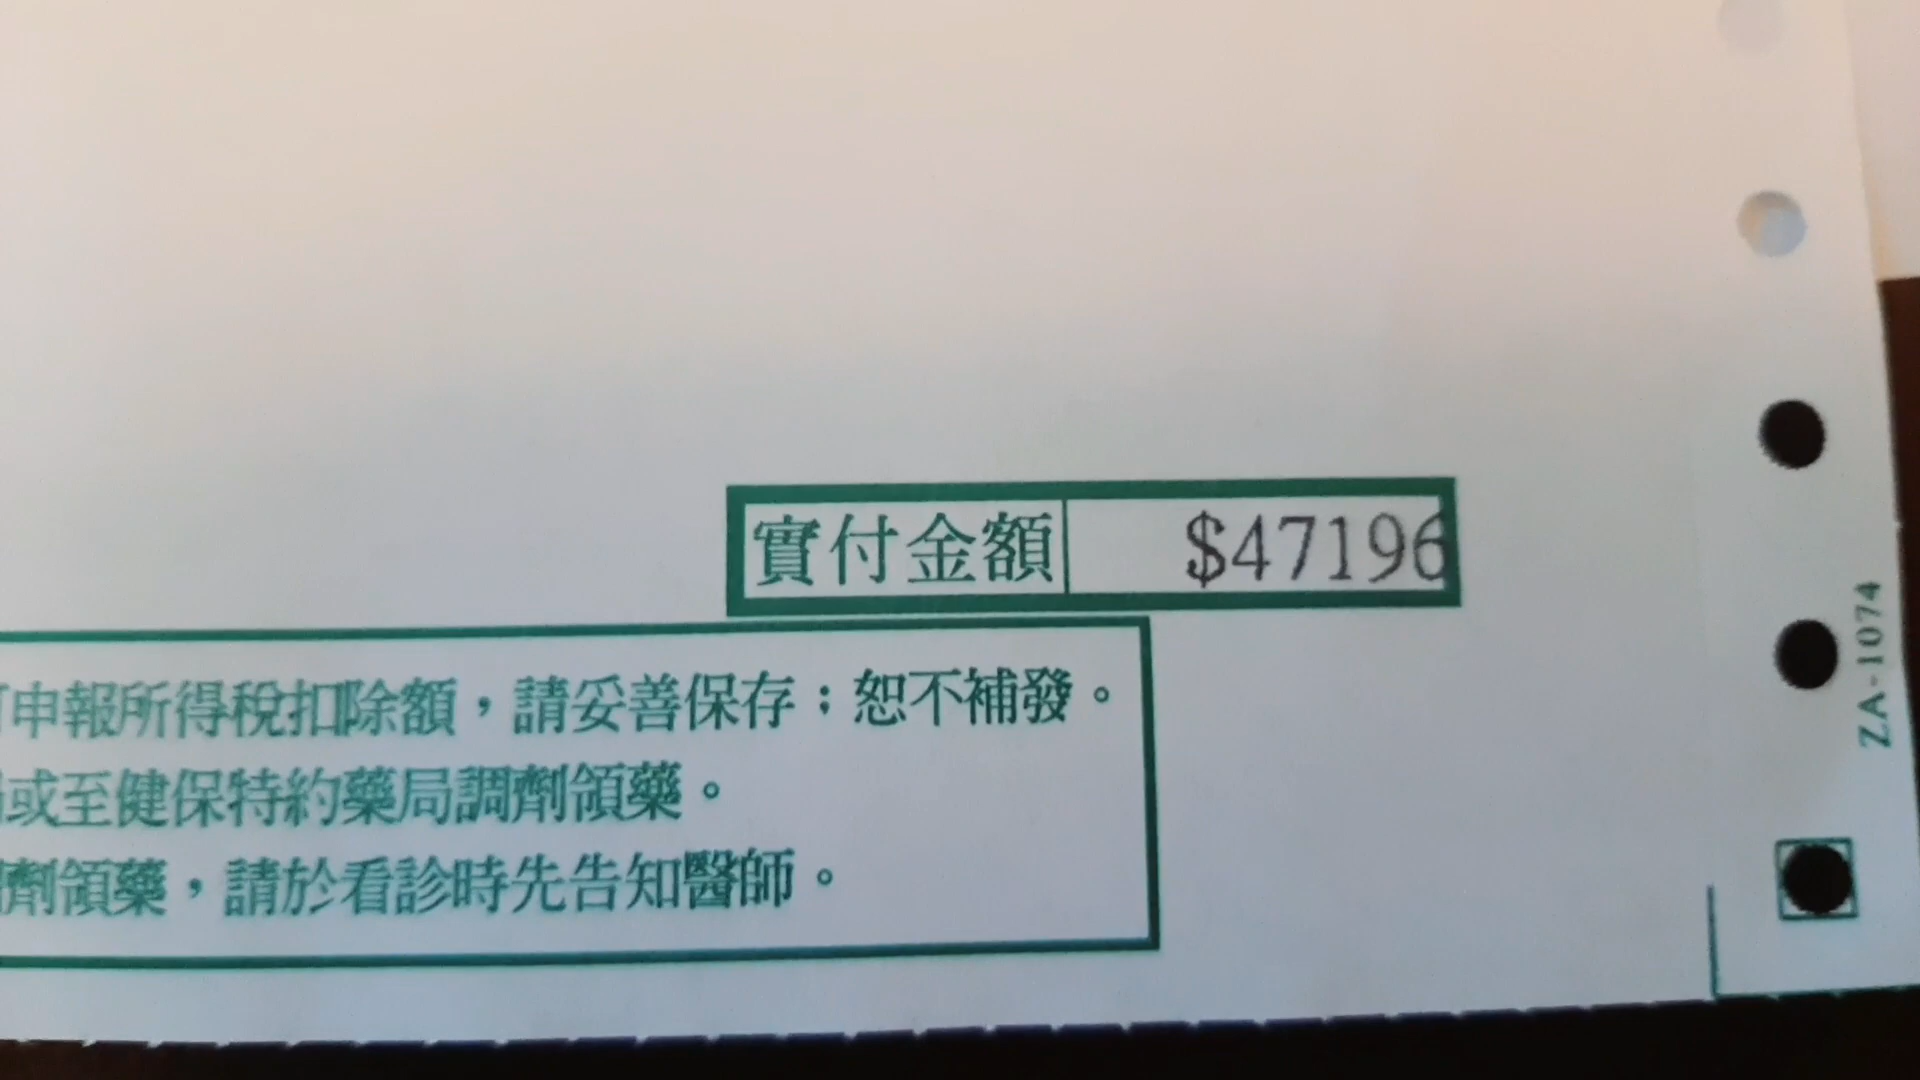 實付金額 $47196
申報所得稅扣除額，請妥善保存；恕不補發。
或至健保特約藥局調劑領藥。
劑領藥，請於看診時先告知醫師。
ZA-1074